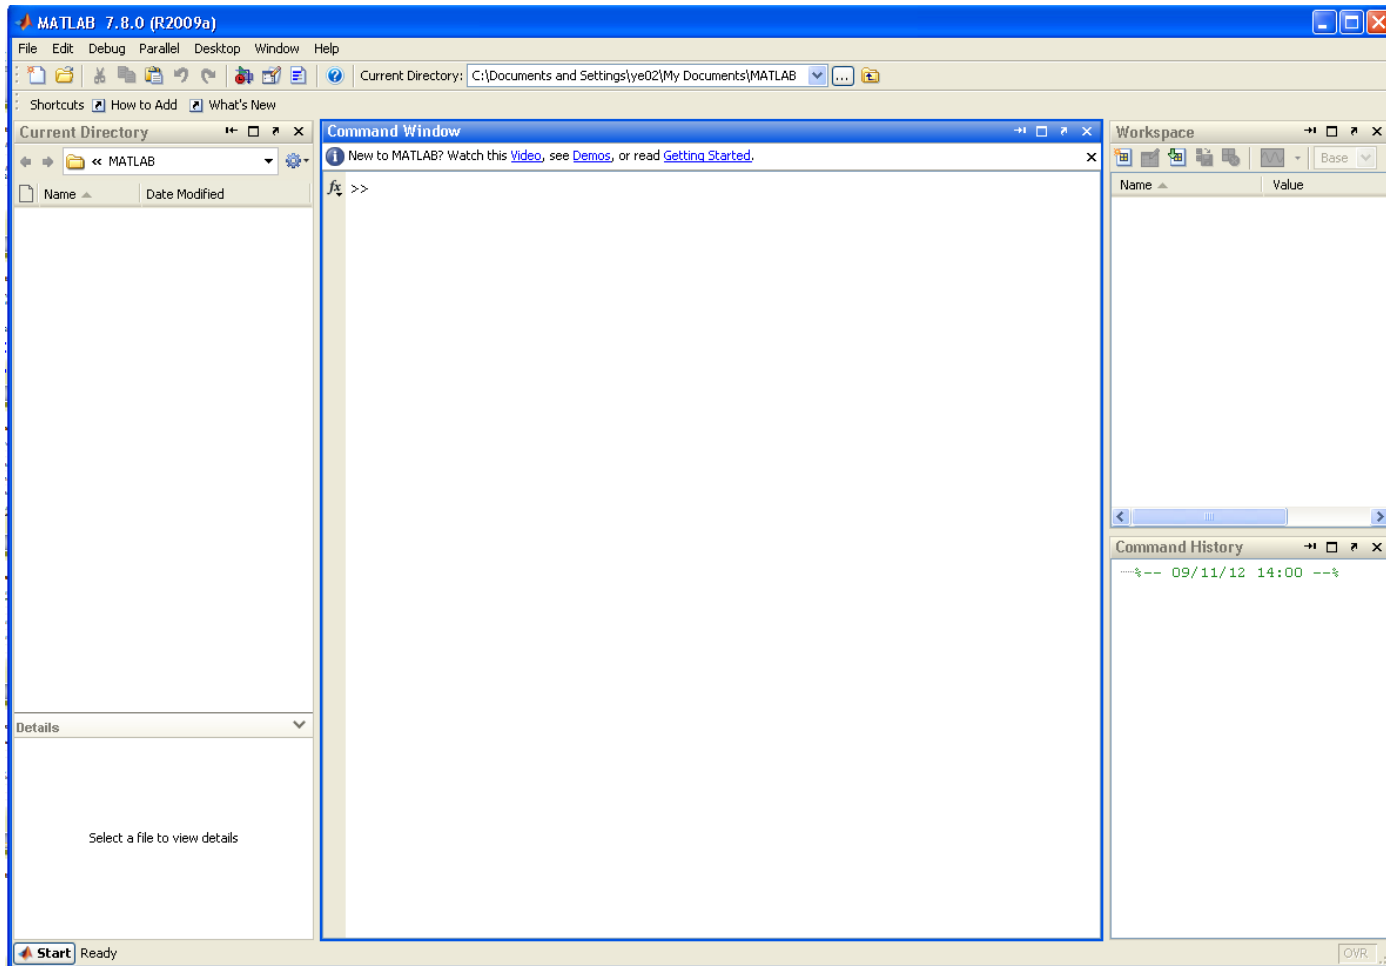 MATLAB 7.8.0 (R2009a)
File Edit Debug Parallel Desktop Window Help
Current Directory: C:\Documents and Settings\ye02\My Documents\MATLAB ...
Shortcuts How to Add What's New
Current Directory
« MATLAB
Name Date Modified
Details
Select a file to view details
Command Window
New to MATLAB? Watch this Video, see Demos, or read Getting Started.
fx >>
Workspace
Base
Name Value
Command History
%-- 09/11/12 14:00 --%
Start Ready
OVR